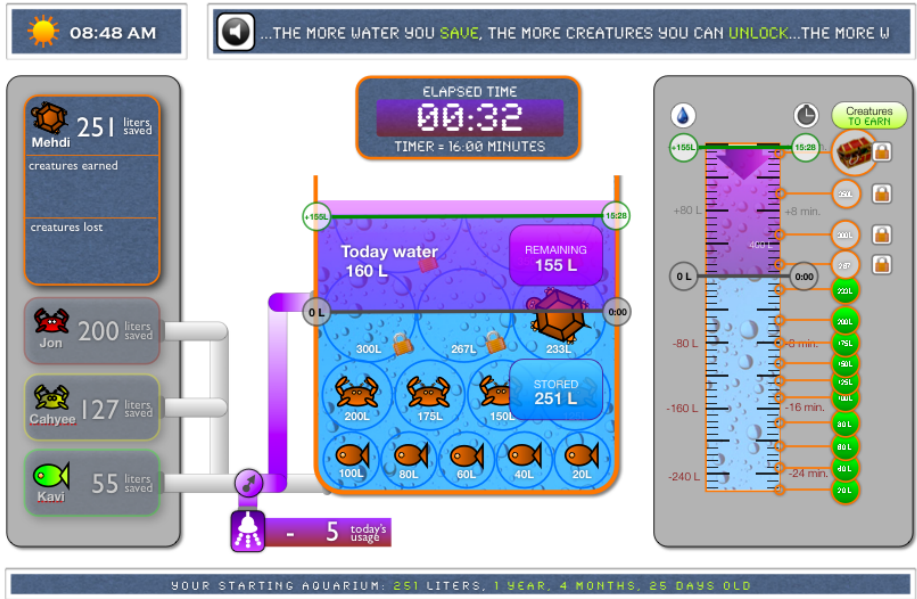 08:48 AM
...THE MORE WATER YOU SAVE, THE MORE CREATURES YOU CAN UNLOCK...THE MORE W
Mehdi
251 liters saved
creatures earned
creatures lost
Jon
200 liters saved
Cahyee
127 liters saved
Kavi
55 liters saved
ELAPSED TIME
00:32
TIMER = 16:00 MINUTES
+155L
15:28
Today water
160 L
REMAINING
155 L
0 L
0:00
300L
267L
233L
STORED
251 L
200L
175L
150L
100L
80L
60L
40L
20L
- 5 today's usage
Creatures
TO EARN
+155L
15:28
+80 L
+8 min.
400L
350L
300L
267
0 L
0:00
233L
200L
-80 L
-8 min.
175L
150L
125L
100L
-160 L
-16 min.
80L
60L
40L
-240 L
-24 min.
20L
YOUR STARTING AQUARIUM: 251 LITERS, 1 YEAR, 4 MONTHS, 25 DAYS OLD